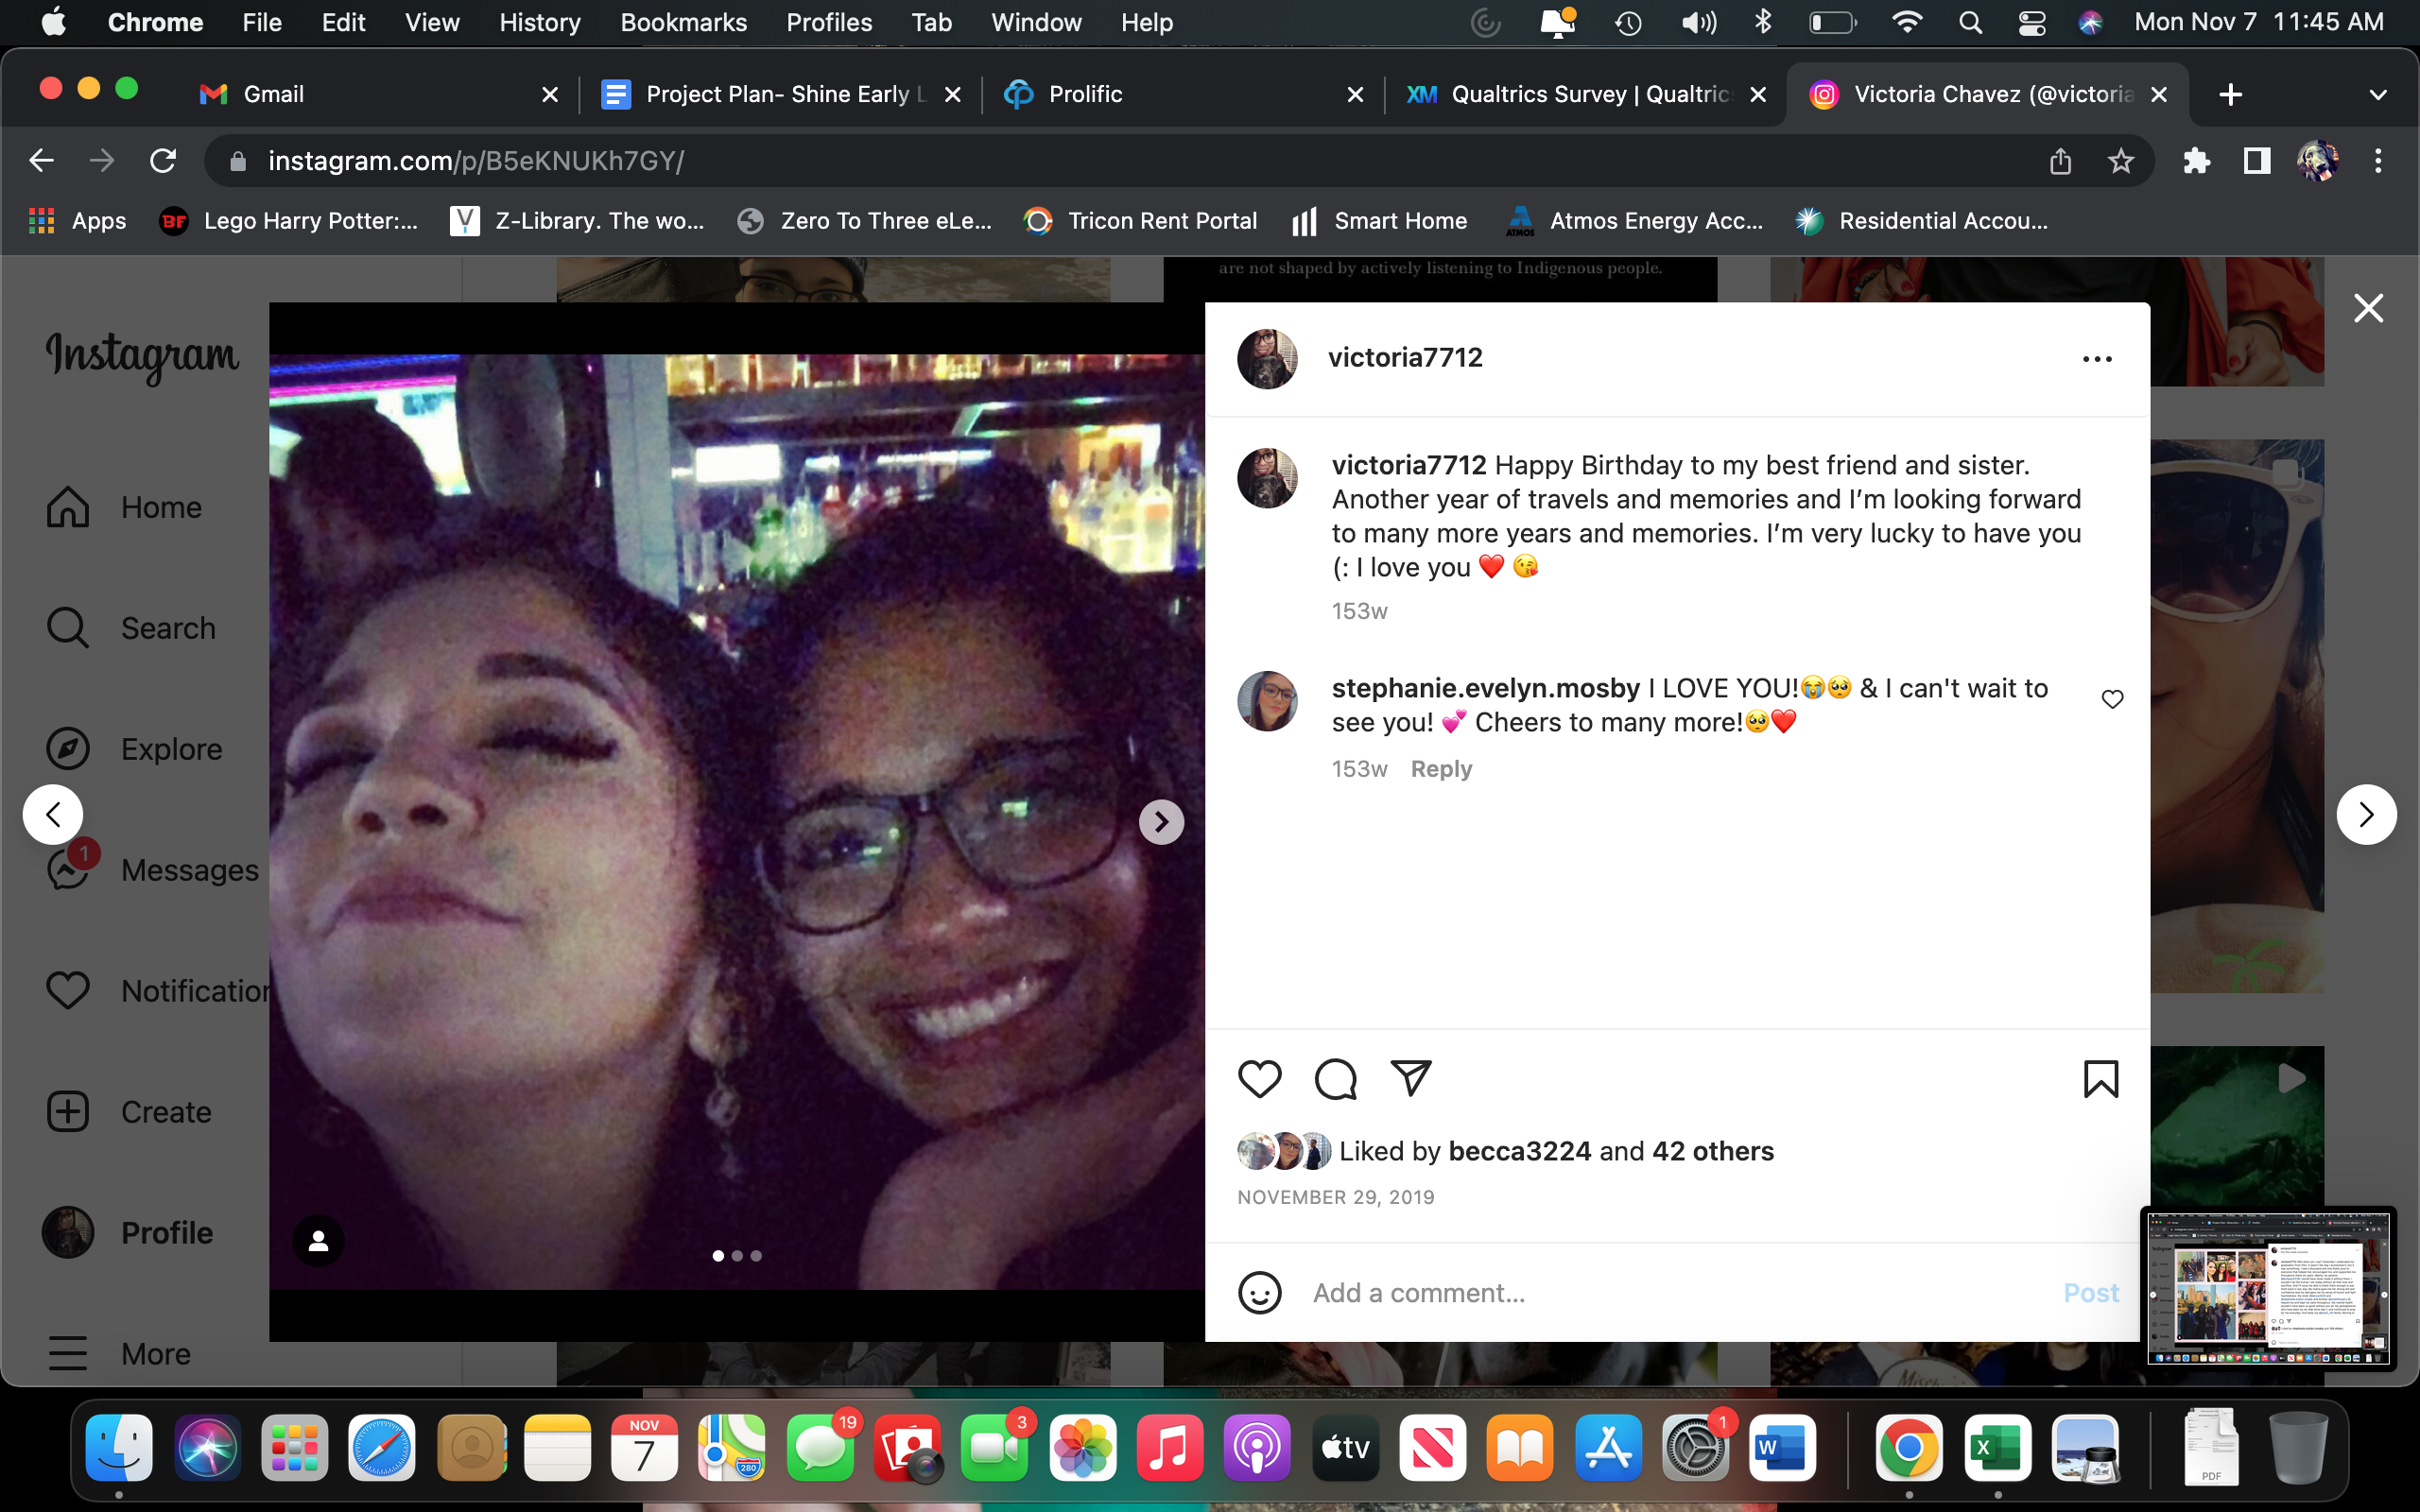 Chrome File Edit View History Bookmarks Profiles Tab Window Help Mon Nov 7 11:45 AM
Gmail Project Plan- Shine Early L Prolific Qualtrics Survey | Qualtrics Victoria Chavez (@victoria
instagram.com/p/B5eKNUKh7GY/
Apps BF Lego Harry Potter:... Z-Library. The wo... Zero To Three eLe... Tricon Rent Portal Smart Home ATMOS Atmos Energy Acc... Residential Accou...
are not shaped by actively listening to Indigenous people.
Instagram
Home
Search
Explore
1
Messages
Notification
Create
Profile
More
victoria7712
victoria7712 Happy Birthday to my best friend and sister.
Another year of travels and memories and I’m looking forward
to many more years and memories. I’m very lucky to have you
(: I love you ❤️ 😘
153w
stephanie.evelyn.mosby I LOVE YOU!😭🥺 & I can't wait to
see you! 💕 Cheers to many more!🥺❤️
153w Reply
Liked by becca3224 and 42 others
NOVEMBER 29, 2019
Add a comment... Post
NOV
7
280
19
3
tv
1
W
X
PDF